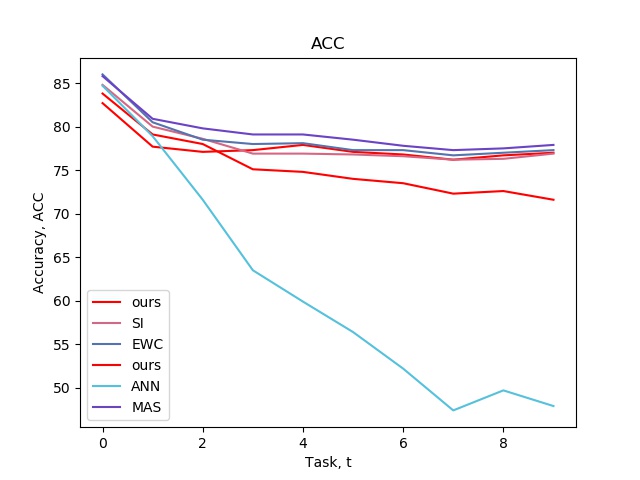 ACC
Accuracy, ACC
85
80
75
70
65
60
55
50
ours
SI
EWC
ours
ANN
MAS
0 2 4 6 8
Task, t